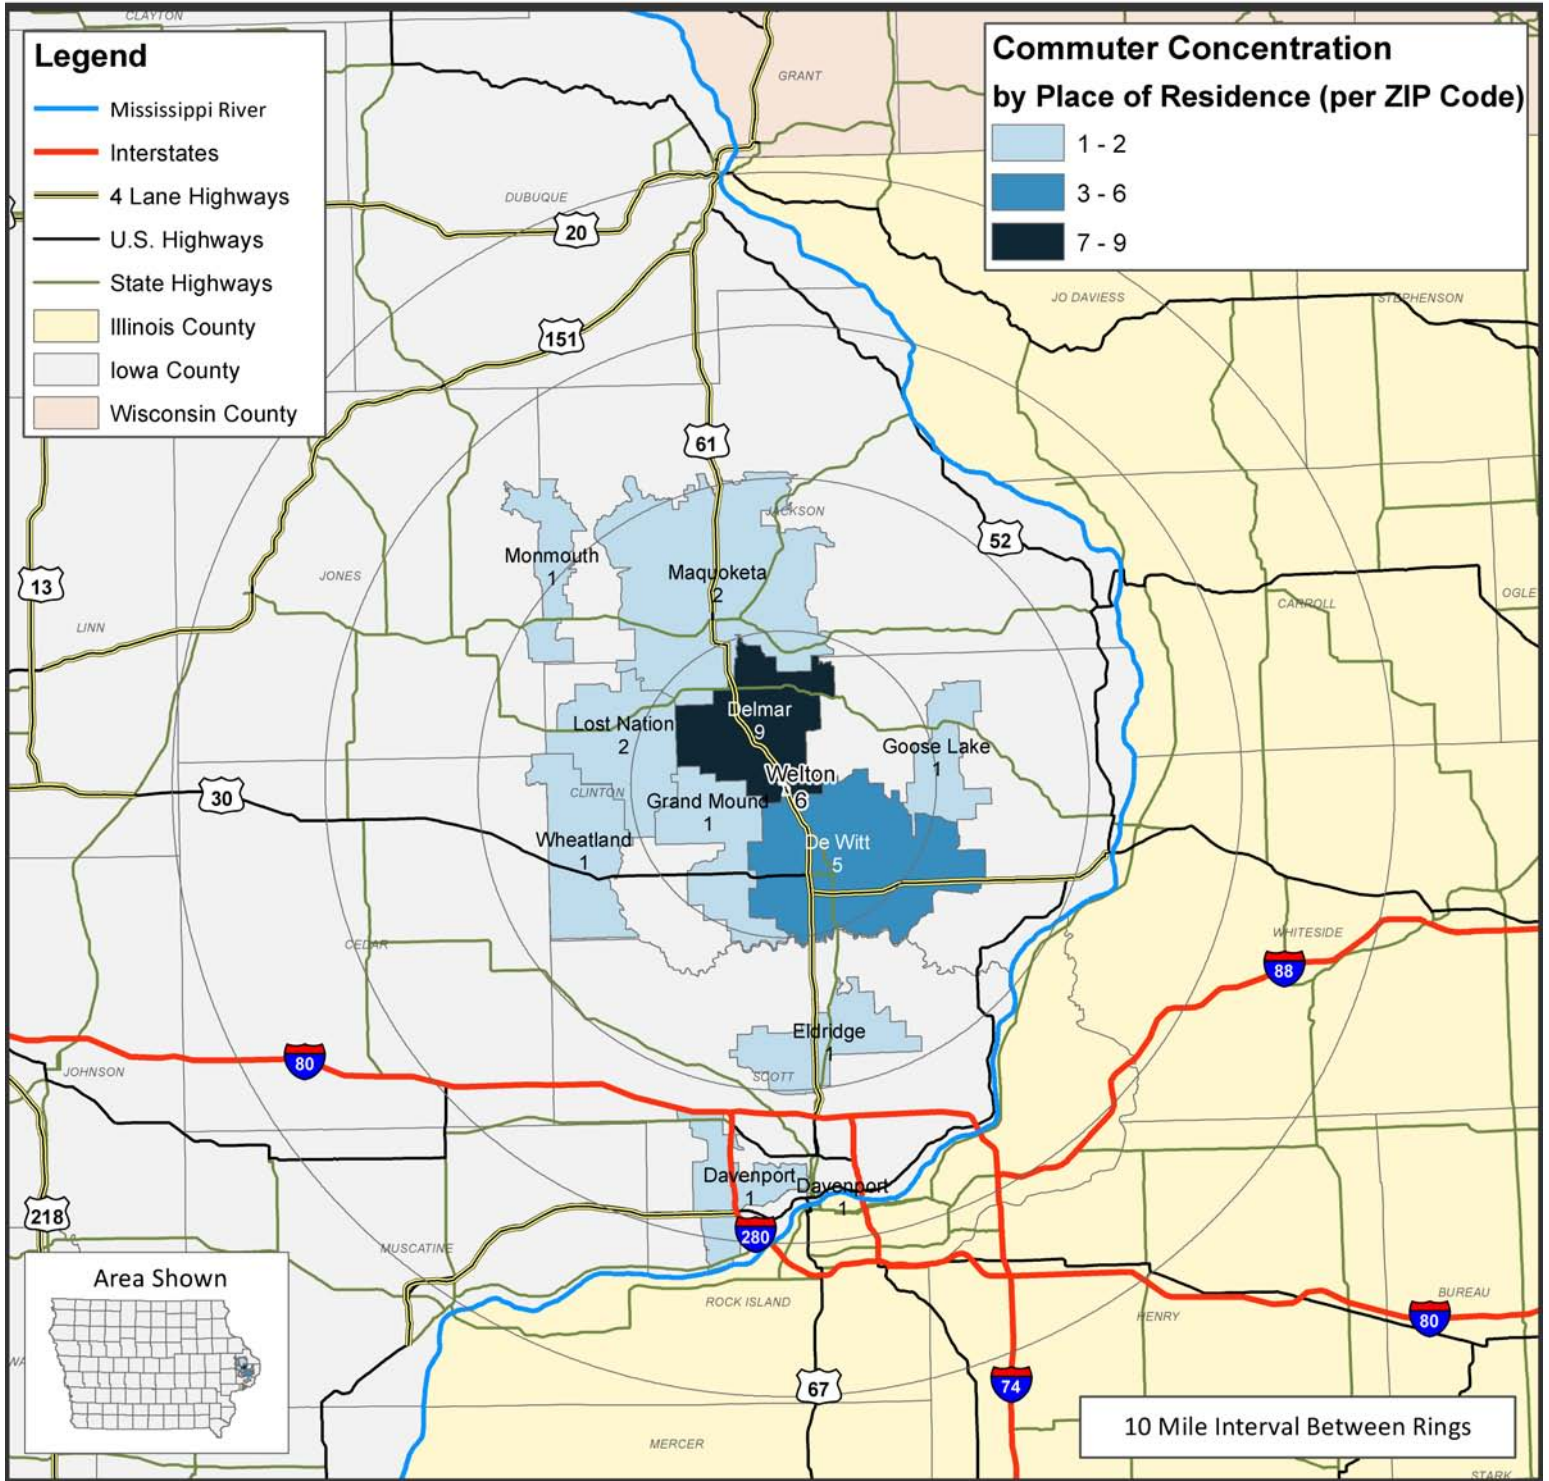 CLAYTON
Legend
Mississippi River
Interstates
4 Lane Highways
U.S. Highways
State Highways
Illinois County
Iowa County
Wisconsin County
Commuter Concentration
by Place of Residence (per ZIP Code)
1 - 2
3 - 6
7 - 9
GRANT
DUBUQUE
20
151
JO DAVIESS
STEPHENSON
61
JACKSON
52
Monmouth
1
Maquoketa
2
13
JONES
LINN
CARROLL
OGLE
Delmar
9
Lost Nation
2
Goose Lake
1
Welton
6
CLINTON
Grand Mound
1
30
Wheatland
1
De Witt
5
CEDAR
WHITESIDE
88
Eldridge
1
80
JOHNSON
SCOTT
Davenport
1
Davenport
1
218
280
MUSCATINE
Area Shown
ROCK ISLAND
HENRY
BUREAU
80
WA
67
74
10 Mile Interval Between Rings
MERCER
STARK